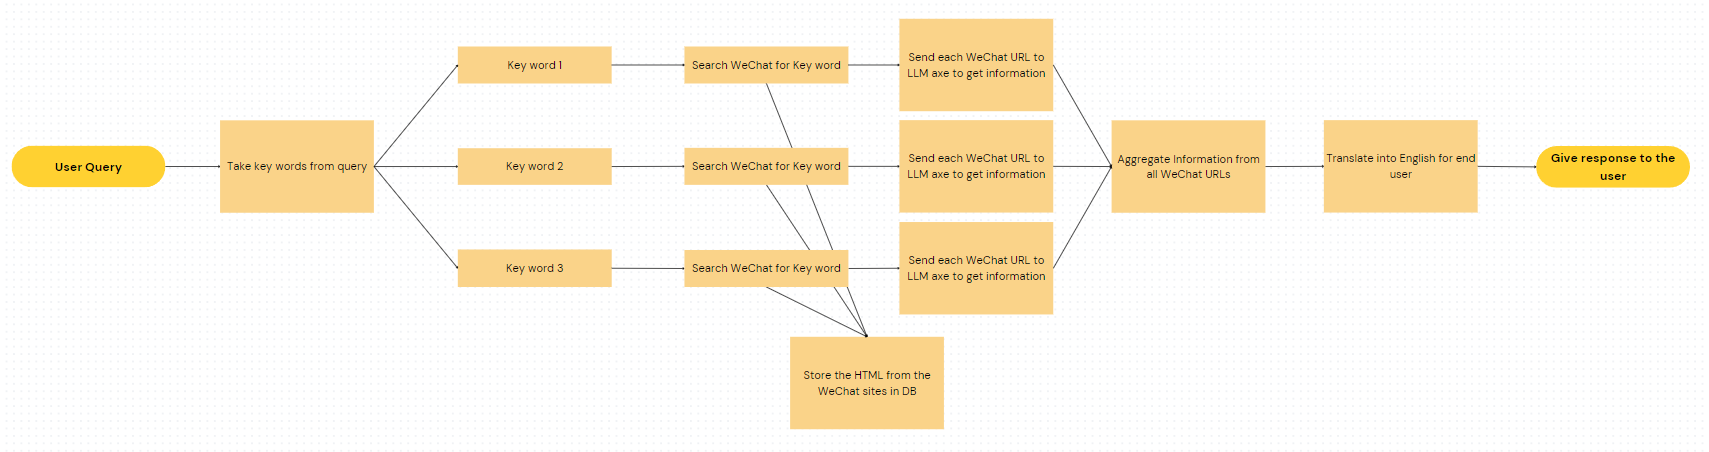 User Query
Take key words from query
Key word 1
Key word 2
Key word 3
Search WeChat for Key word
Search WeChat for Key word
Search WeChat for Key word
Send each WeChat URL to
LLM axe to get information
Send each WeChat URL to
LLM axe to get information
Send each WeChat URL to
LLM axe to get information
Store the HTML from the
WeChat sites in DB
Aggregate Information from
all WeChat URLs
Translate into English for end
user
Give response to the
user